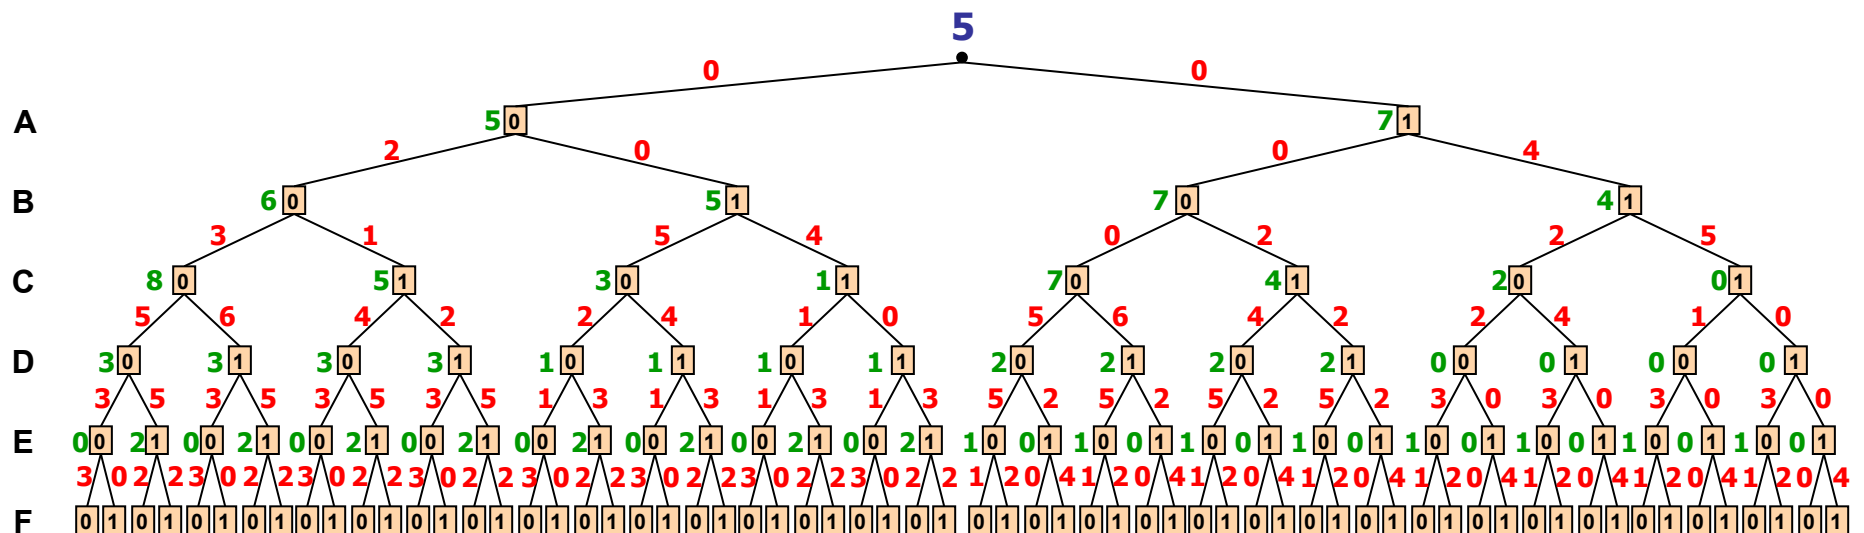 5
0 0
A 5 0 7 1
2 0 0 4
B 6 0 5 1 7 0 4 1
3 1 5 4 0 2 2 5
C 8 0 5 1 3 0 1 1 7 0 4 1 2 0 0 1
5 6 4 2 2 4 1 0 5 6 4 2 2 4 1 0
D 3 0 3 1 3 0 3 1 1 0 1 1 1 0 1 1 2 0 2 1 2 0 2 1 0 0 0 1 0 0 0 1
3 5 3 5 3 5 3 5 1 3 1 3 1 3 1 3 5 2 5 2 5 2 5 2 3 0 3 0 3 0 3 0
E 0 0 2 1 0 0 2 1 0 0 2 1 0 0 2 1 0 0 2 1 0 0 2 1 0 0 2 1 0 0 2 1 1 0 0 1 1 0 0 1 1 0 0 1 1 0 0 1 1 0 0 1 1 0 0 1 1 0 0 1 1 0 0 1
3 0 2 2 3 0 2 2 3 0 2 2 3 0 2 2 3 0 2 2 3 0 2 2 3 0 2 2 3 0 2 2 1 2 0 4 1 2 0 4 1 2 0 4 1 2 0 4 1 2 0 4 1 2 0 4 1 2 0 4 1 2 0 4
F 0 1 0 1 0 1 0 1 0 1 0 1 0 1 0 1 0 1 0 1 0 1 0 1 0 1 0 1 0 1 0 1 0 1 0 1 0 1 0 1 0 1 0 1 0 1 0 1 0 1 0 1 0 1 0 1 0 1 0 1 0 1 0 1